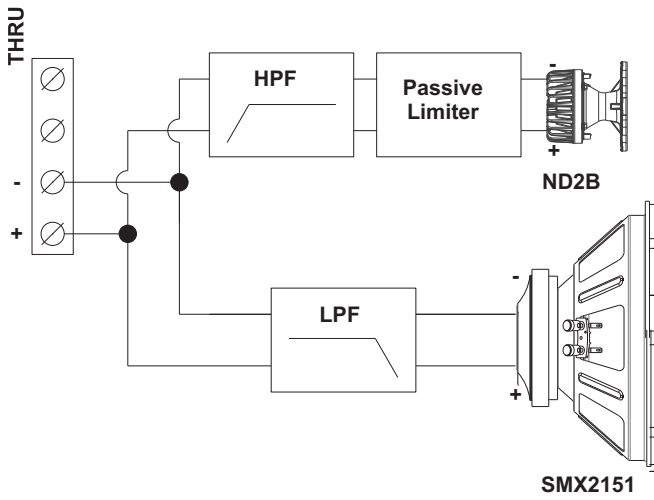 THRU
HPF
Passive
Limiter
-
+
ND2B
-
+
LPF
-
+
SMX2151